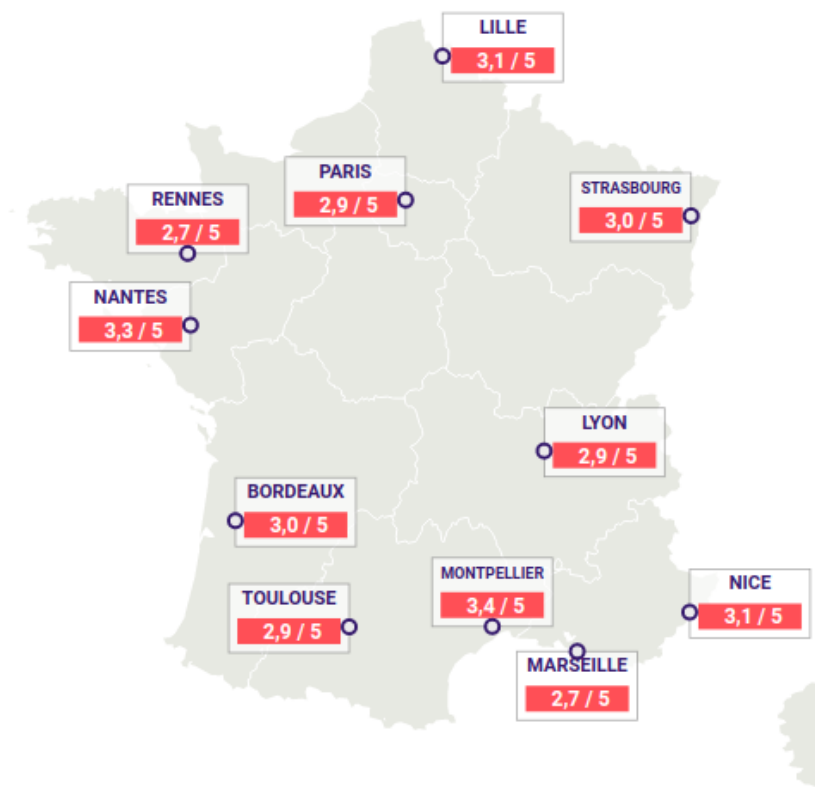 LILLE
3,1 / 5
PARIS
2,9 / 5
STRASBOURG
3,0 / 5
RENNES
2,7 / 5
NANTES
3,3 / 5
LYON
2,9 / 5
BORDEAUX
3,0 / 5
MONTPELLIER
3,4 / 5
NICE
3,1 / 5
TOULOUSE
2,9 / 5
MARSEILLE
2,7 / 5